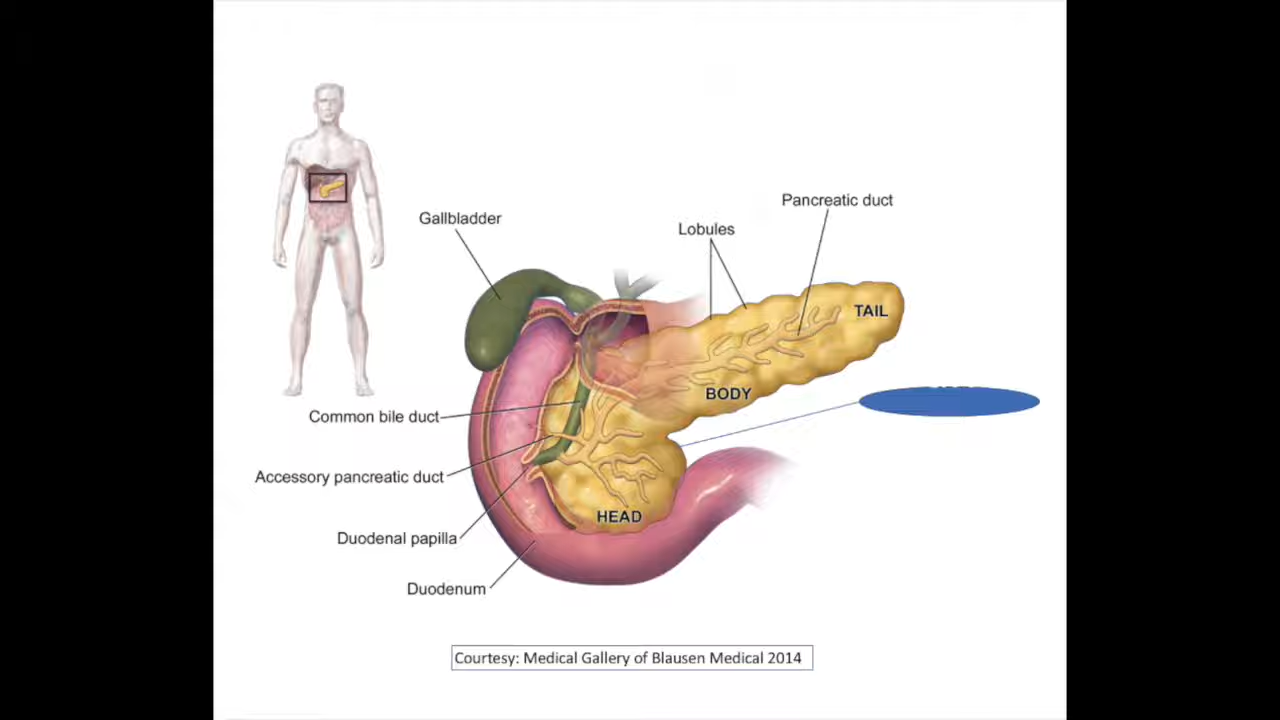 Pancreatic duct
Gallbladder
Lobules
TAIL
BODY
Common bile duct
Accessory pancreatic duct
HEAD
Duodenal papilla
Duodenum
Courtesy: Medical Gallery of Blausen Medical 2014